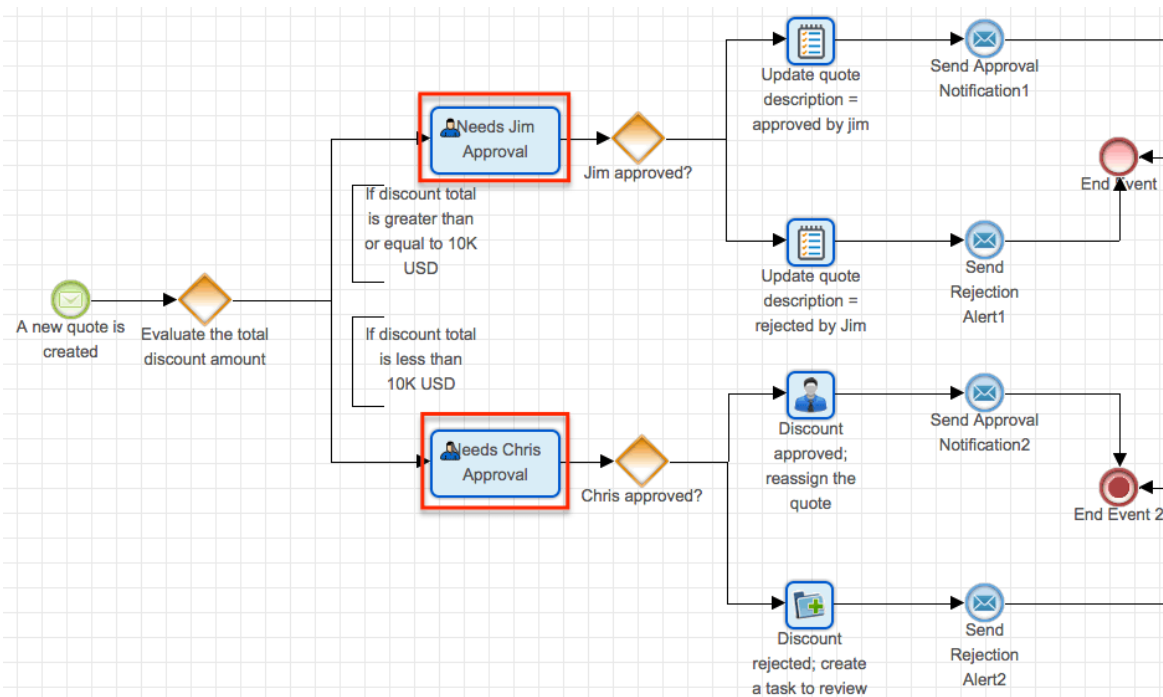 Update quote
description =
approved by jim
Send Approval
Notification1
Needs Jim
Approval
Jim approved?
End Event
If discount total
is greater than
or equal to 10K
USD
Update quote
description =
rejected by Jim
Send
Rejection
Alert1
A new quote is
created
Evaluate the total
discount amount
If discount total
is less than
10K USD
Needs Chris
Approval
Chris approved?
Discount
approved;
reassign the
quote
Send Approval
Notification2
End Event 2
Discount
rejected; create
a task to review
Send
Rejection
Alert2